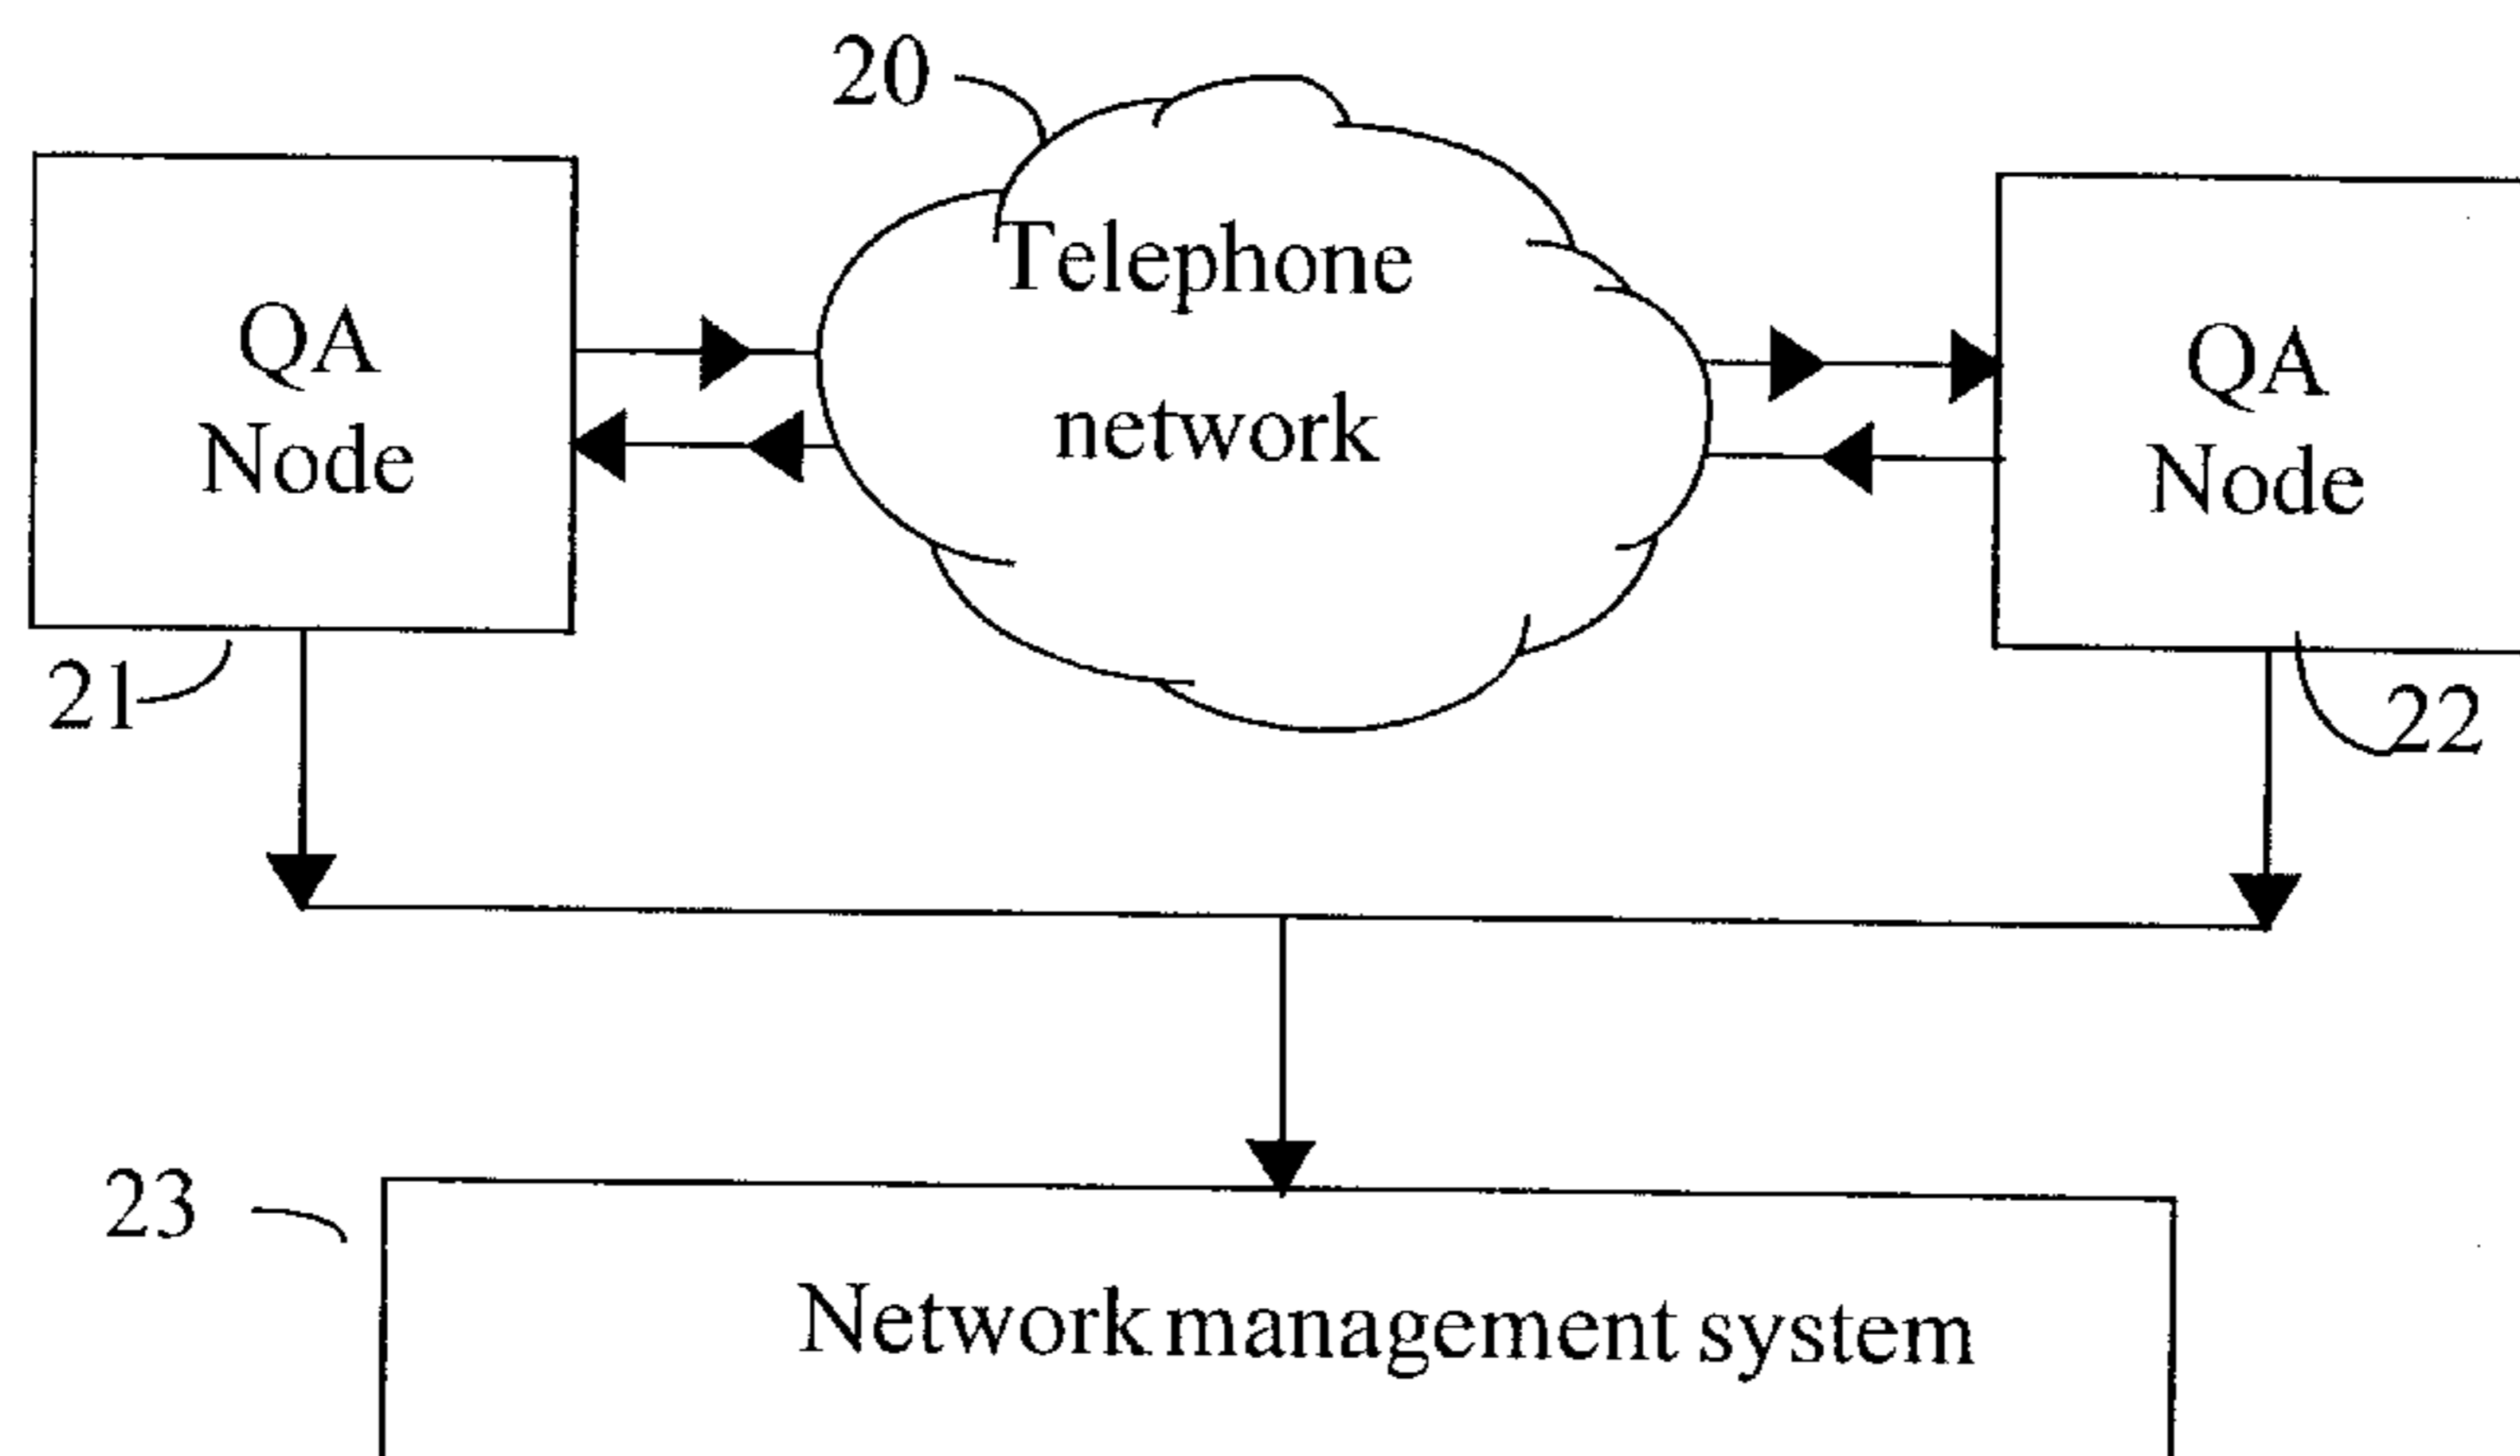 20
Telephone
network
QA
Node
QA
Node
21
22
23
Network management system